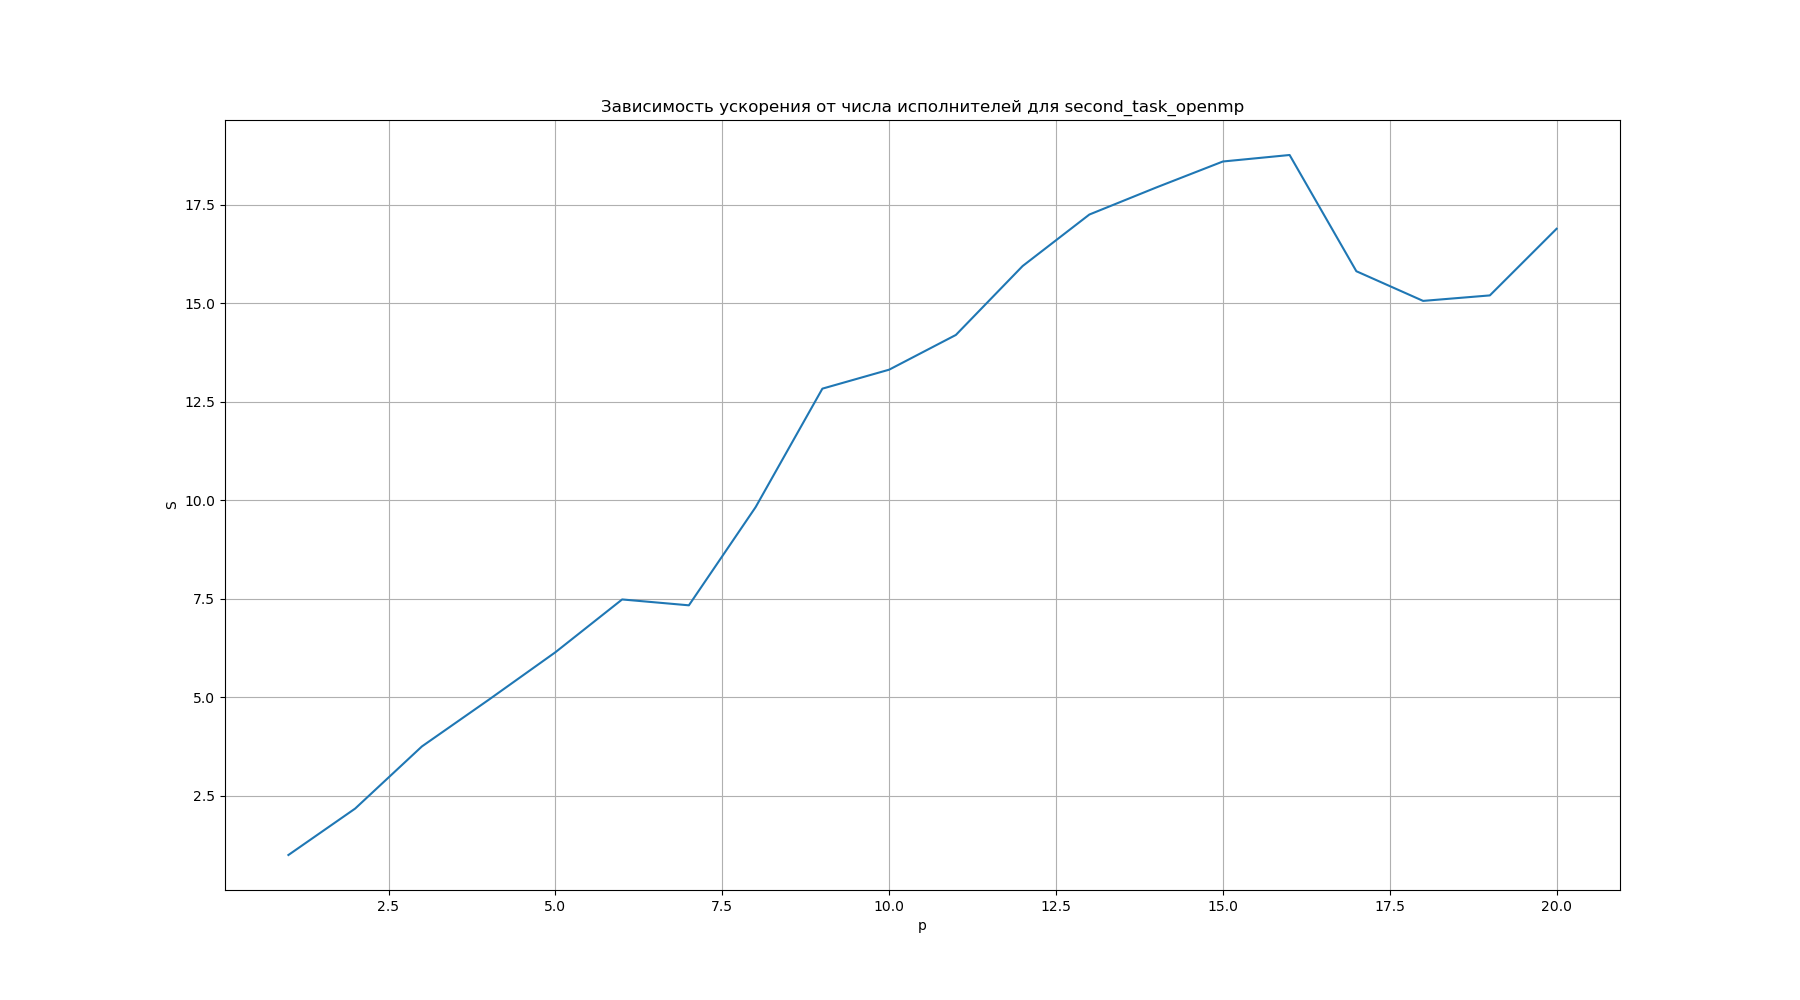 Зависимость ускорения от числа исполнителей для second_task_openmp
17.5
15.0
12.5
S
10.0
7.5
5.0
2.5
2.5 5.0 7.5 10.0 12.5 15.0 17.5 20.0
p